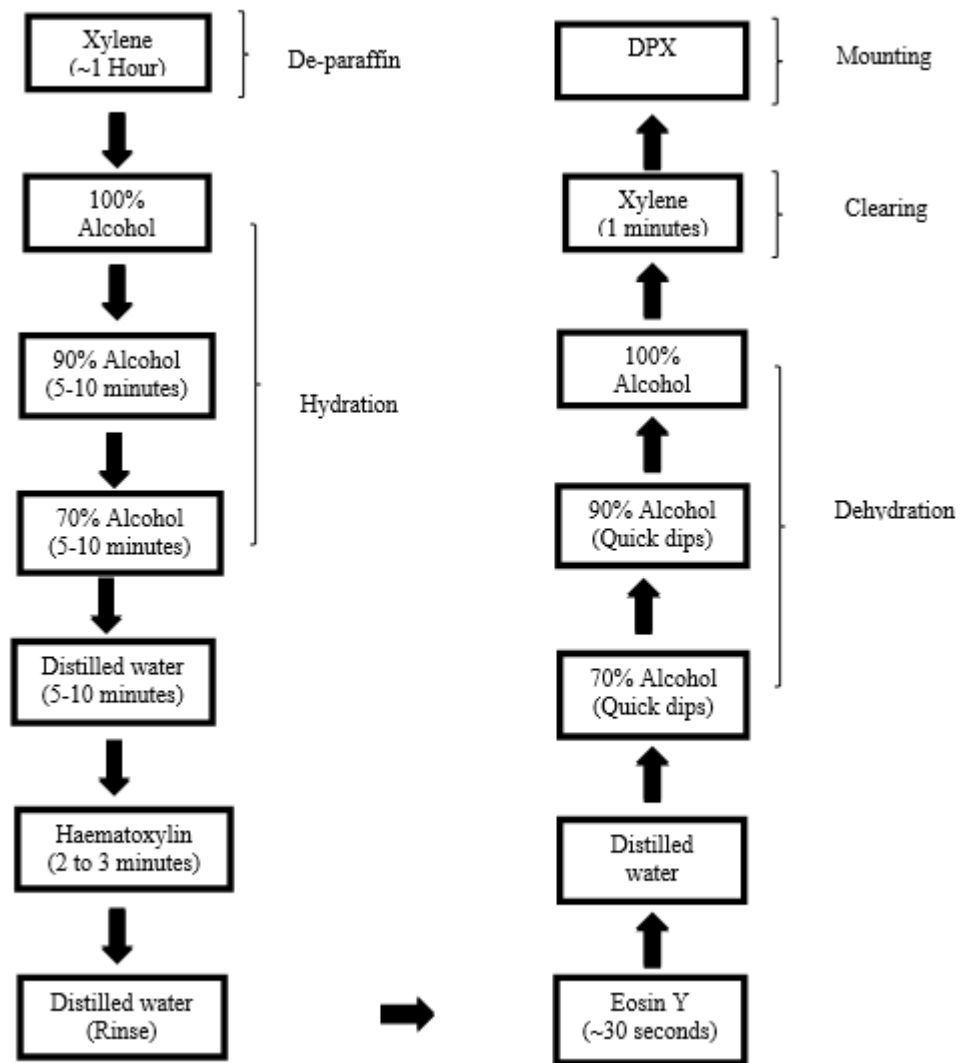 Xylene
(~1 Hour)
De-paraffin
100%
Alcohol
90% Alcohol
(5-10 minutes)
Hydration
70% Alcohol
(5-10 minutes)
Distilled water
(5-10 minutes)
Haematoxylin
(2 to 3 minutes)
Distilled water
(Rinse)
Eosin Y
(~30 seconds)
Distilled
water
70% Alcohol
(Quick dips)
90% Alcohol
(Quick dips)
Dehydration
100%
Alcohol
Xylene
(1 minutes)
Clearing
DPX
Mounting